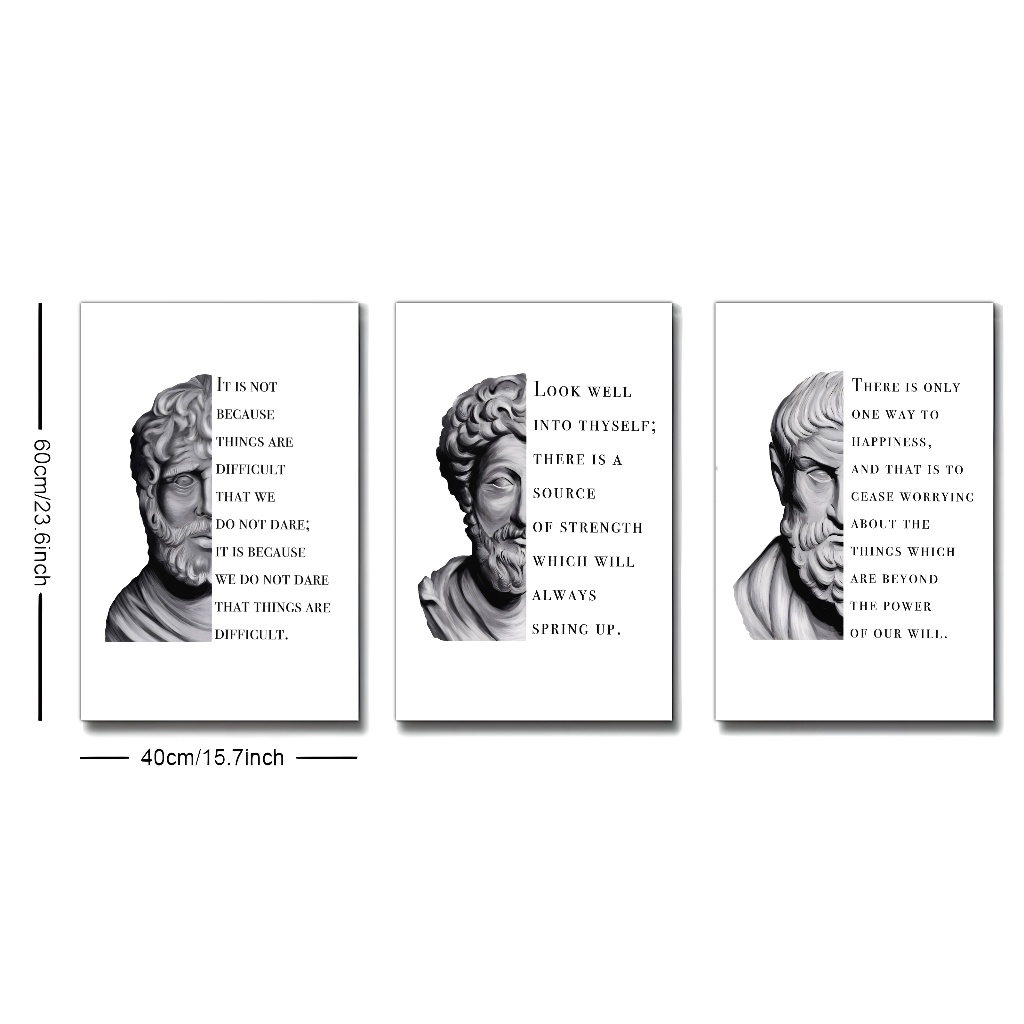 It is not
because
things are
difficult
that we
do not dare;
it is because
we do not dare
that things are
difficult.
Look well
into thyself;
there is a
source
of strength
which will
always
spring up.
There is only
one way to
happiness,
and that is to
cease worrying
about the
things which
are beyond
the power
of our will.
60cm/23.6inch
40cm/15.7inch